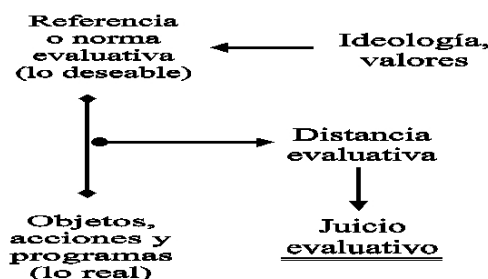 Referencia
o norma
evaluativa
(lo deseable)
Ideología,
valores
Distancia
evaluativa
Objetos,
acciones y
programas
(lo real)
Juicio
evaluativo